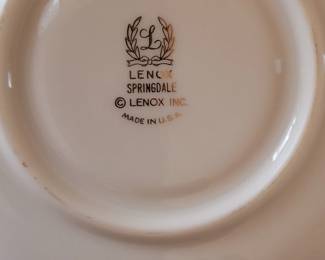 L
LENOX
SPRINGDALE
© LENOX INC.
MADE IN U.S.A.